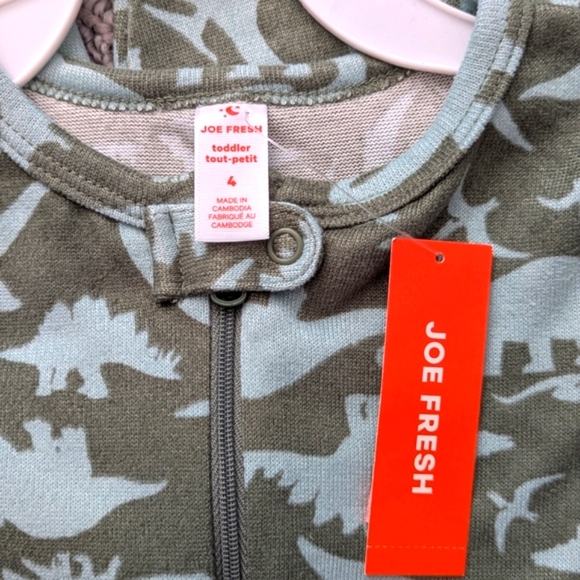 JOE FRESH
toddler
tout-petit
4
MADE IN
CAMBODIA
FABRIQUÉ AU
CAMBODGE
JOE FRESH